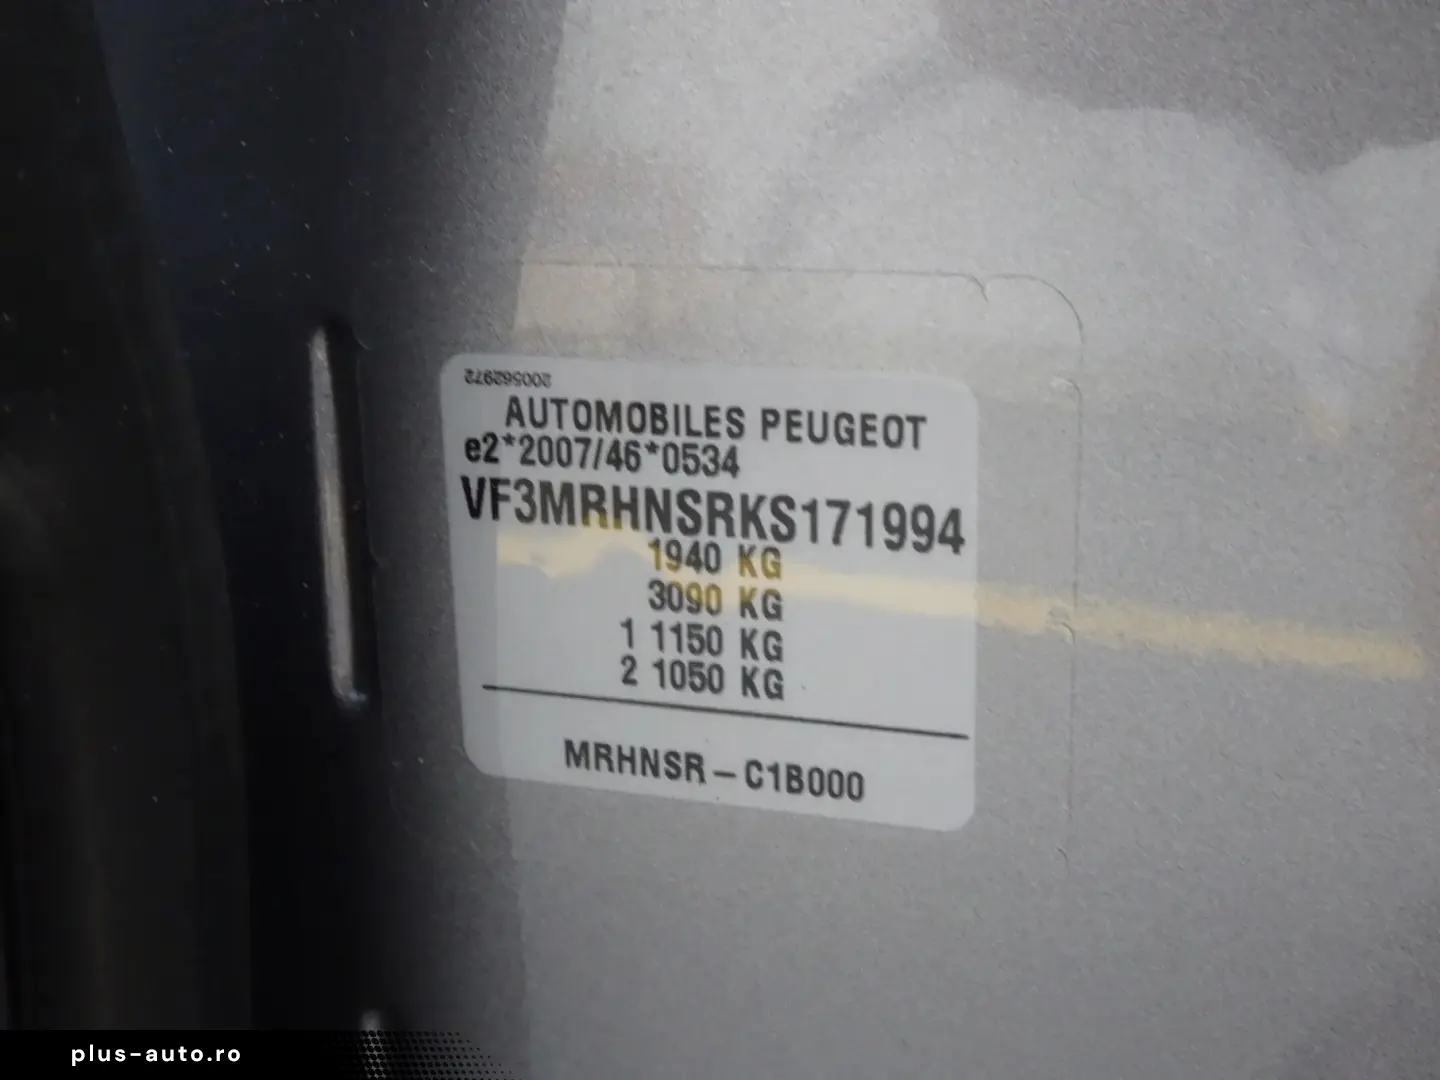 200562972
AUTOMOBILES PEUGEOT
e2*2007/46*0534
VF3MRHNSRKS171994
1940 KG
3090 KG
1 1150 KG
2 1050 KG
MRHNSR – C1B000
plus-auto.ro